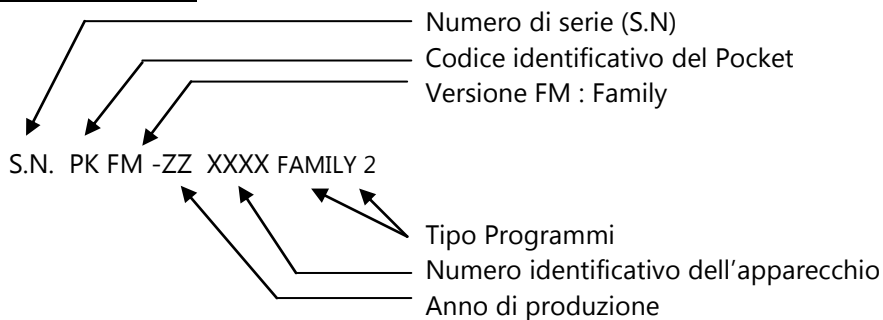 Numero di serie (S.N)
Codice identificativo del Pocket
Versione FM : Family
S.N. PK FM -ZZ XXXX FAMILY 2
Tipo Programmi
Numero identificativo dell'apparecchio
Anno di produzione